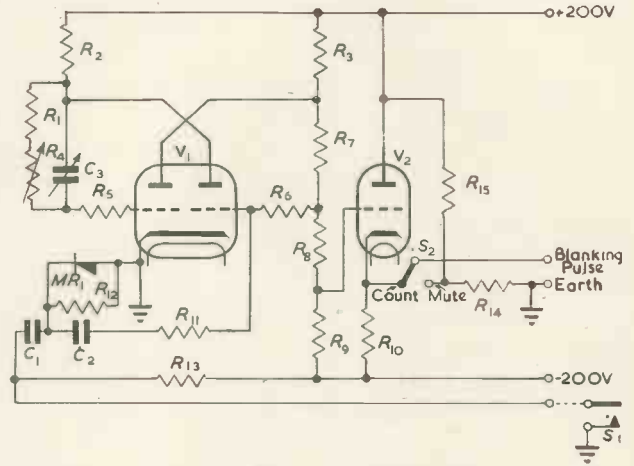 +200V
R2
R3
R1
R7
V1
V2
R4
C3
R15
R5
R6
R8
S2
Blanking
Pulse
MR1
R12
Count
Mute
Earth
R14
C1
C2
R11
R9
R10
R13
-200V
S1